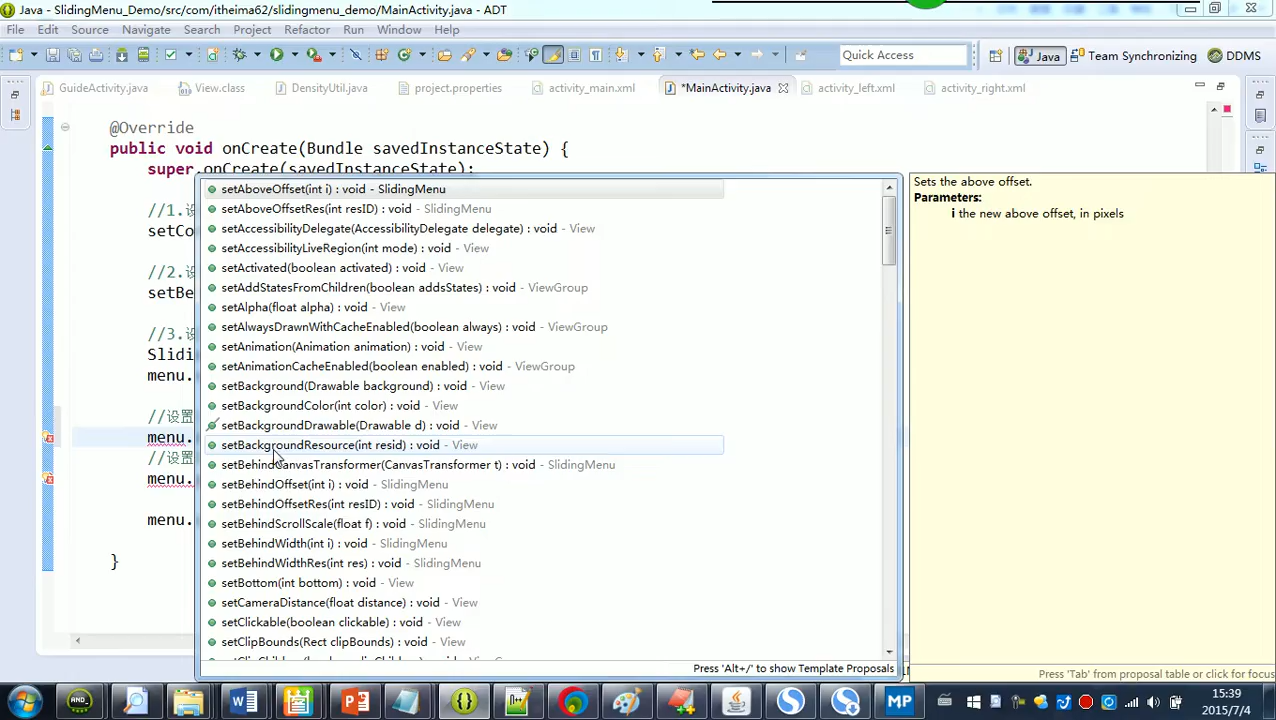 Java - SlidingMenu_Demo/src/com/itheima62/slidingmenu_demo/MainActivity.java - ADT
File Edit Source Navigate Search Project Refactor Run Window Help
Quick Access
Java Team Synchronizing DDMS
GuideActivity.java View.class DensityUtil.java project.properties activity_main.xml *MainActivity.java activity_left.xml activity_right.xml
@Override
public void onCreate(Bundle savedInstanceState) {
super.onCreate(savedInstanceState);
//1.设
setCo
//2.设
setBe
//3.设
Slidi
menu.
//设置
menu.
//设置
menu.
menu.
}
setAboveOffset(int i) : void - SlidingMenu
setAboveOffsetRes(int resID) : void - SlidingMenu
setAccessibilityDelegate(AccessibilityDelegate delegate) : void - View
setAccessibilityLiveRegion(int mode) : void - View
setActivated(boolean activated) : void - View
setAddStatesFromChildren(boolean addsStates) : void - ViewGroup
setAlpha(float alpha) : void - View
setAlwaysDrawnWithCacheEnabled(boolean always) : void - ViewGroup
setAnimation(Animation animation) : void - View
setAnimationCacheEnabled(boolean enabled) : void - ViewGroup
setBackground(Drawable background) : void - View
setBackgroundColor(int color) : void - View
setBackgroundDrawable(Drawable d) : void - View
setBackgroundResource(int resid) : void - View
setBehindCanvasTransformer(CanvasTransformer t) : void - SlidingMenu
setBehindOffset(int i) : void - SlidingMenu
setBehindOffsetRes(int resID) : void - SlidingMenu
setBehindScrollScale(float f) : void - SlidingMenu
setBehindWidth(int i) : void - SlidingMenu
setBehindWidthRes(int res) : void - SlidingMenu
setBottom(int bottom) : void - View
setCameraDistance(float distance) : void - View
setClickable(boolean clickable) : void - View
setClipBounds(Rect clipBounds) : void - View
Press 'Alt+/' to show Template Proposals
Sets the above offset.
Parameters:
i the new above offset, in pixels
Press 'Tab' from proposal table or click for focus
MP
15:39
2015/7/4